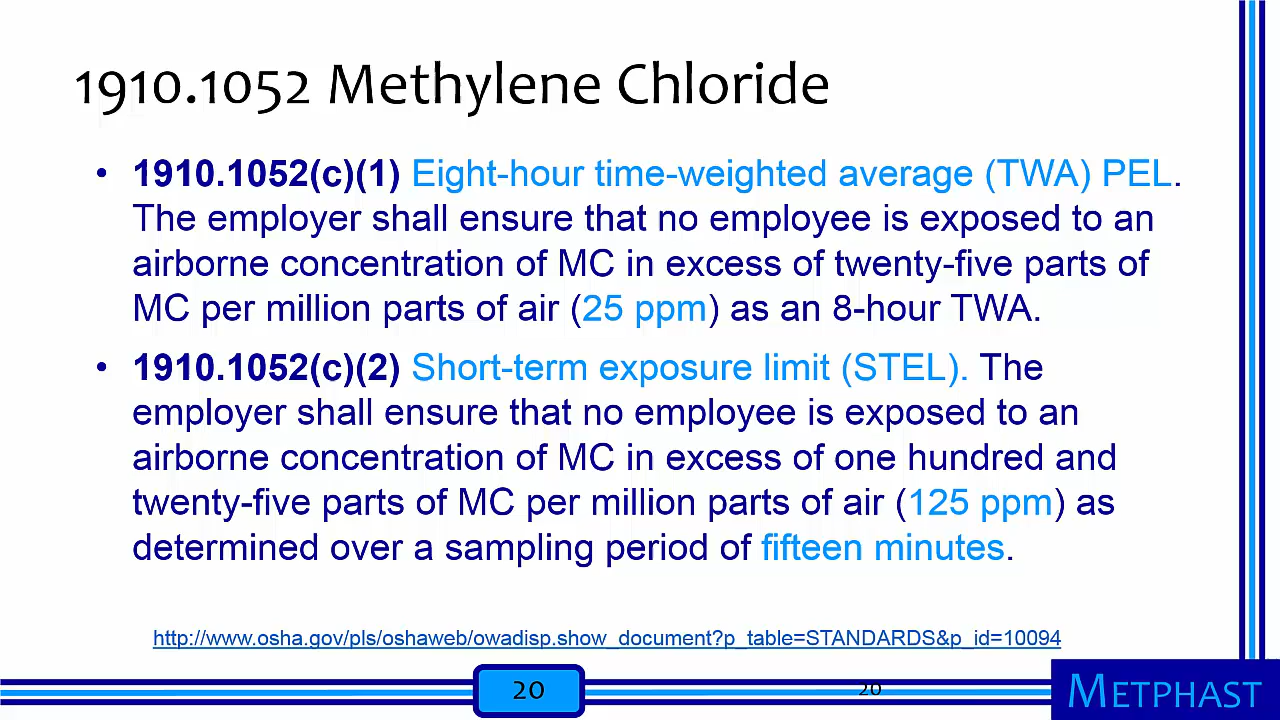 1910.1052 Methylene Chloride
• 1910.1052(c)(1) Eight-hour time-weighted average (TWA) PEL.
The employer shall ensure that no employee is exposed to an
airborne concentration of MC in excess of twenty-five parts of
MC per million parts of air (25 ppm) as an 8-hour TWA.
• 1910.1052(c)(2) Short-term exposure limit (STEL). The
employer shall ensure that no employee is exposed to an
airborne concentration of MC in excess of one hundred and
twenty-five parts of MC per million parts of air (125 ppm) as
determined over a sampling period of fifteen minutes.
http://www.osha.gov/pls/oshaweb/owadisp.show_document?p_table=STANDARDS&p_id=10094
20
20
METPHAST